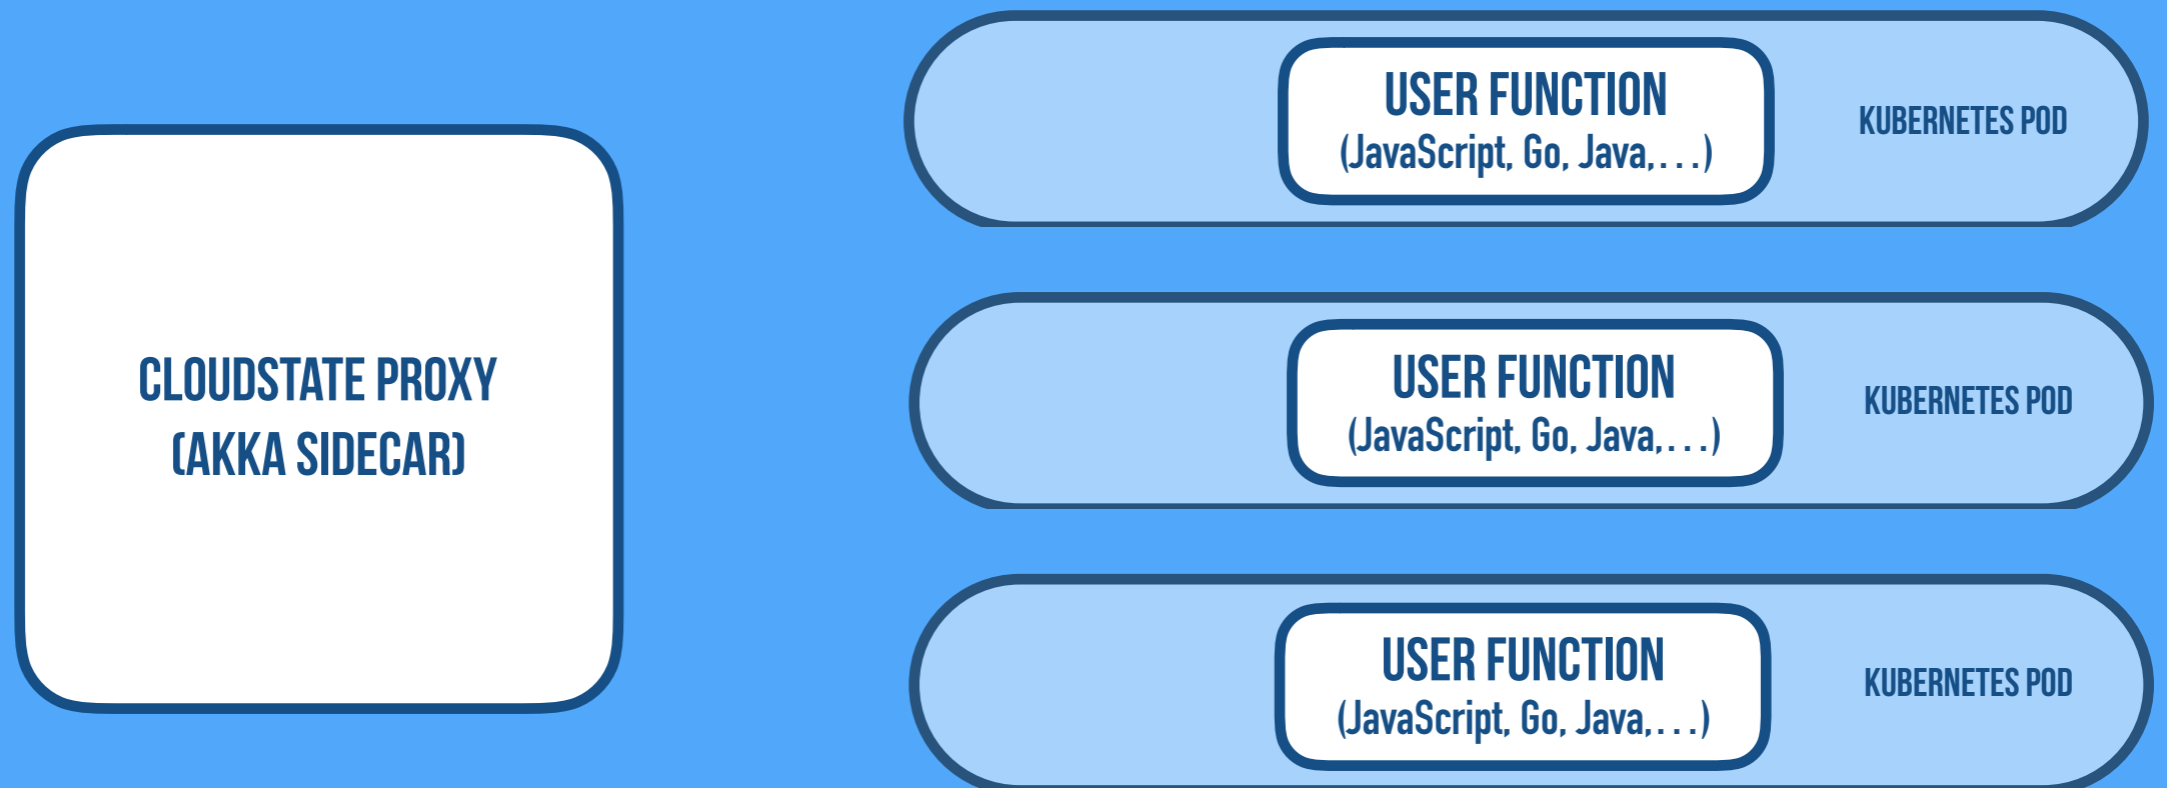 CLOUDSTATE PROXY
(AKKA SIDECAR)
USER FUNCTION
(JavaScript, Go, Java,...)
KUBERNETES POD
USER FUNCTION
(JavaScript, Go, Java,...)
KUBERNETES POD
USER FUNCTION
(JavaScript, Go, Java,...)
KUBERNETES POD